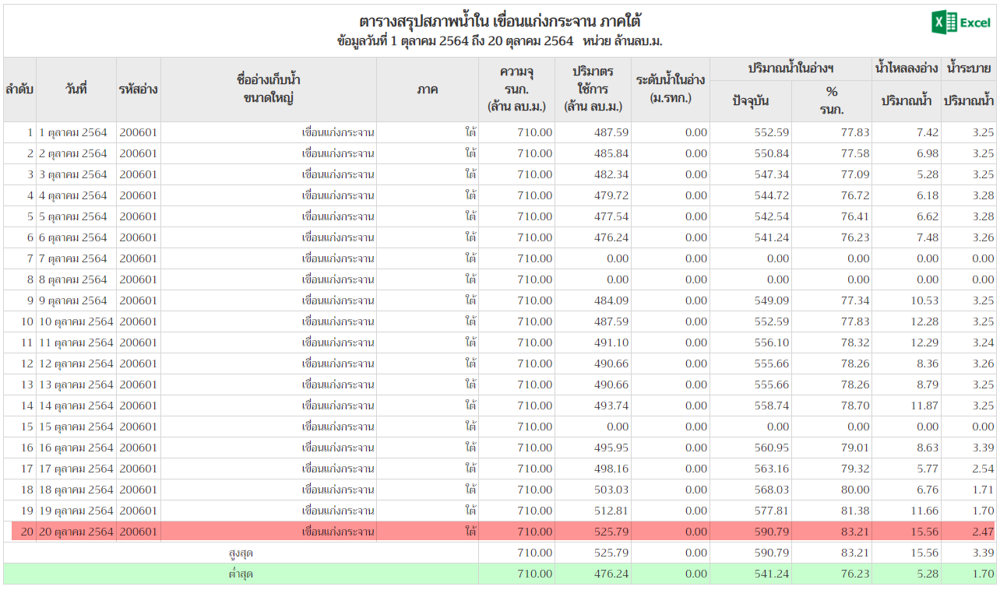 ตารางสรุปสภาพน้ำใน เขื่อนแก่งกระจาน ภาคใต้
Excel
ข้อมูลวันที่ 1 ตุลาคม 2564 ถึง 20 ตุลาคม 2564 หน่วย ล้านลบ.ม.
ลำดับ วันที่ รหัสอ่าง ชื่ออ่างเก็บน้ำ ขนาดใหญ่ ภาค ความจุ รนก. (ล้าน ลบ.ม.) ปริมาตร ใช้การ (ล้าน ลบ.ม.) ระดับน้ำในอ่าง (ม.รทก.) ปริมาณน้ำในอ่างฯ น้ำไหลลงอ่าง น้ำระบาย
ปัจจุบัน % รนก. ปริมาณน้ำ ปริมาณน้ำ
1 1 ตุลาคม 2564 200601 เขื่อนแก่งกระจาน ใต้ 710.00 487.59 0.00 552.59 77.83 7.42 3.25
2 2 ตุลาคม 2564 200601 เขื่อนแก่งกระจาน ใต้ 710.00 485.84 0.00 550.84 77.58 6.98 3.25
3 3 ตุลาคม 2564 200601 เขื่อนแก่งกระจาน ใต้ 710.00 482.34 0.00 547.34 77.09 5.28 3.25
4 4 ตุลาคม 2564 200601 เขื่อนแก่งกระจาน ใต้ 710.00 479.72 0.00 544.72 76.72 6.18 3.28
5 5 ตุลาคม 2564 200601 เขื่อนแก่งกระจาน ใต้ 710.00 477.54 0.00 542.54 76.41 6.62 3.28
6 6 ตุลาคม 2564 200601 เขื่อนแก่งกระจาน ใต้ 710.00 476.24 0.00 541.24 76.23 7.48 3.26
7 7 ตุลาคม 2564 200601 เขื่อนแก่งกระจาน ใต้ 710.00 0.00 0.00 0.00 0.00 0.00 0.00
8 8 ตุลาคม 2564 200601 เขื่อนแก่งกระจาน ใต้ 710.00 0.00 0.00 0.00 0.00 0.00 0.00
9 9 ตุลาคม 2564 200601 เขื่อนแก่งกระจาน ใต้ 710.00 484.09 0.00 549.09 77.34 10.53 3.25
10 10 ตุลาคม 2564 200601 เขื่อนแก่งกระจาน ใต้ 710.00 487.59 0.00 552.59 77.83 12.28 3.25
11 11 ตุลาคม 2564 200601 เขื่อนแก่งกระจาน ใต้ 710.00 491.10 0.00 556.10 78.32 12.29 3.24
12 12 ตุลาคม 2564 200601 เขื่อนแก่งกระจาน ใต้ 710.00 490.66 0.00 555.66 78.26 8.36 3.26
13 13 ตุลาคม 2564 200601 เขื่อนแก่งกระจาน ใต้ 710.00 490.66 0.00 555.66 78.26 8.79 3.25
14 14 ตุลาคม 2564 200601 เขื่อนแก่งกระจาน ใต้ 710.00 493.74 0.00 558.74 78.70 11.87 3.25
15 15 ตุลาคม 2564 200601 เขื่อนแก่งกระจาน ใต้ 710.00 0.00 0.00 0.00 0.00 0.00 0.00
16 16 ตุลาคม 2564 200601 เขื่อนแก่งกระจาน ใต้ 710.00 495.95 0.00 560.95 79.01 8.63 3.39
17 17 ตุลาคม 2564 200601 เขื่อนแก่งกระจาน ใต้ 710.00 498.16 0.00 563.16 79.32 5.77 2.54
18 18 ตุลาคม 2564 200601 เขื่อนแก่งกระจาน ใต้ 710.00 503.03 0.00 568.03 80.00 6.76 1.71
19 19 ตุลาคม 2564 200601 เขื่อนแก่งกระจาน ใต้ 710.00 512.81 0.00 577.81 81.38 11.66 1.70
20 20 ตุลาคม 2564 200601 เขื่อนแก่งกระจาน ใต้ 710.00 525.79 0.00 590.79 83.21 15.56 2.47
สูงสุด 710.00 525.79 0.00 590.79 83.21 15.56 3.39
ต่ำสุด 710.00 476.24 0.00 541.24 76.23 5.28 1.70